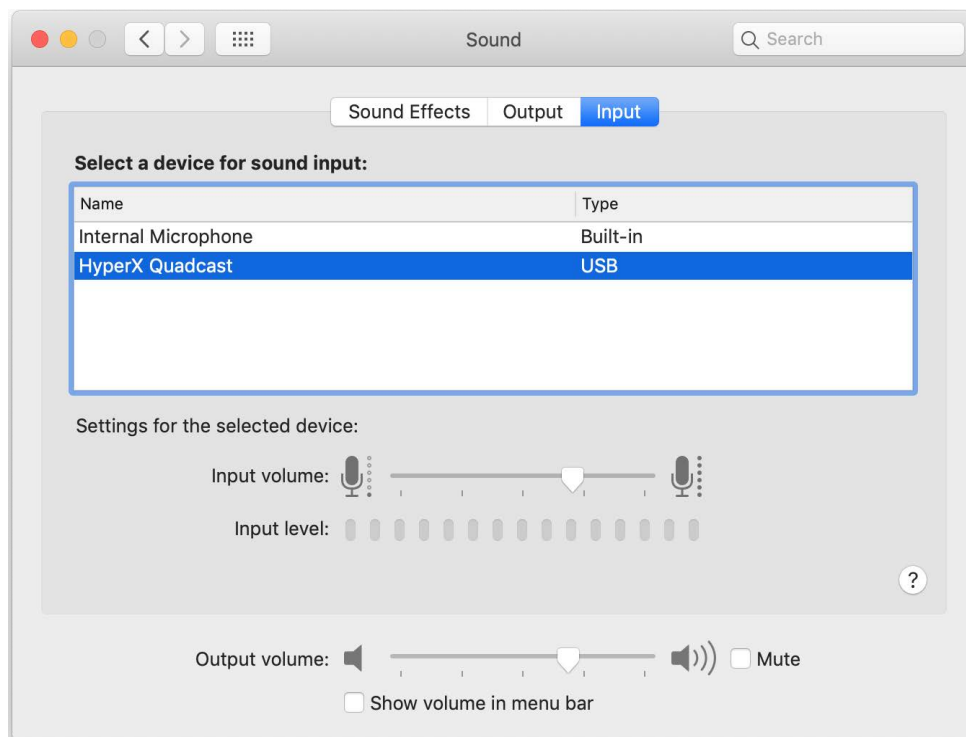 Sound
Search
Sound Effects Output Input
Select a device for sound input:
Name Type
Internal Microphone Built-in
HyperX Quadcast USB
Settings for the selected device:
Input volume:
Input level:
?
Output volume: Mute
Show volume in menu bar